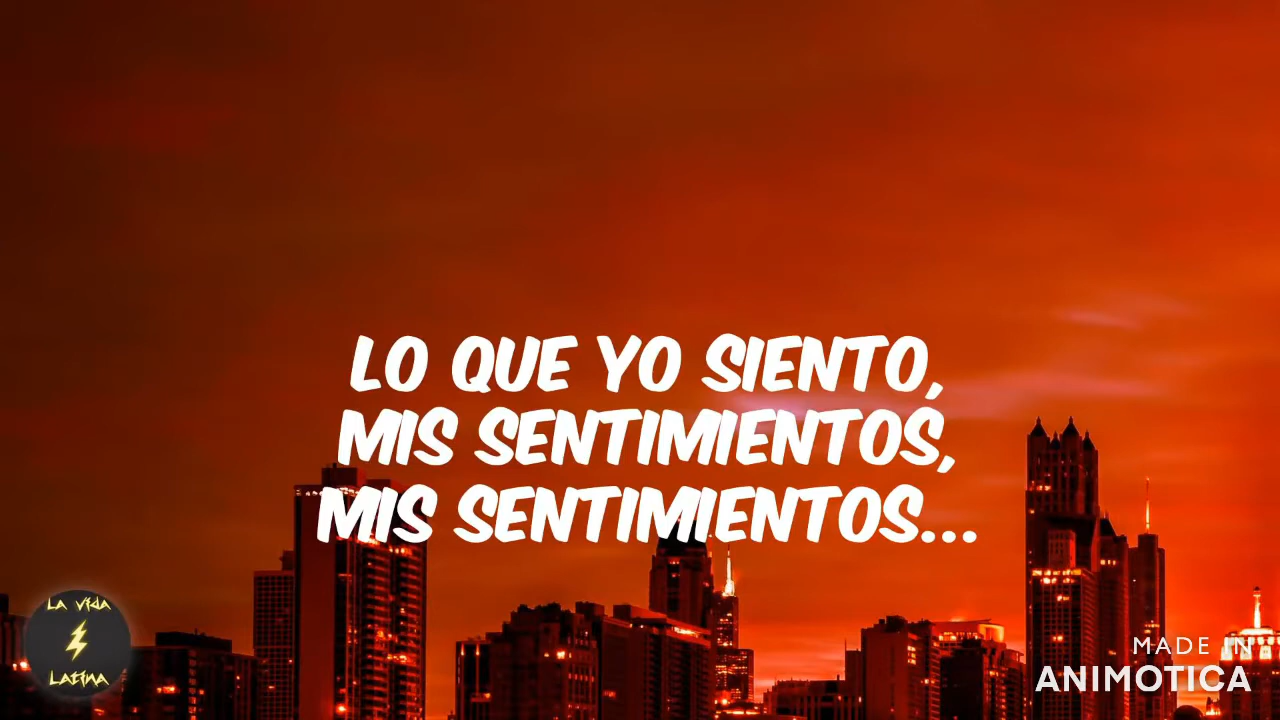 LO QUE YO SIENTO,
MIS SENTIMIENTOS,
MIS SENTIMIENTOS...
LA VIDA
LATINA
MADE IN
ANIMOTICA